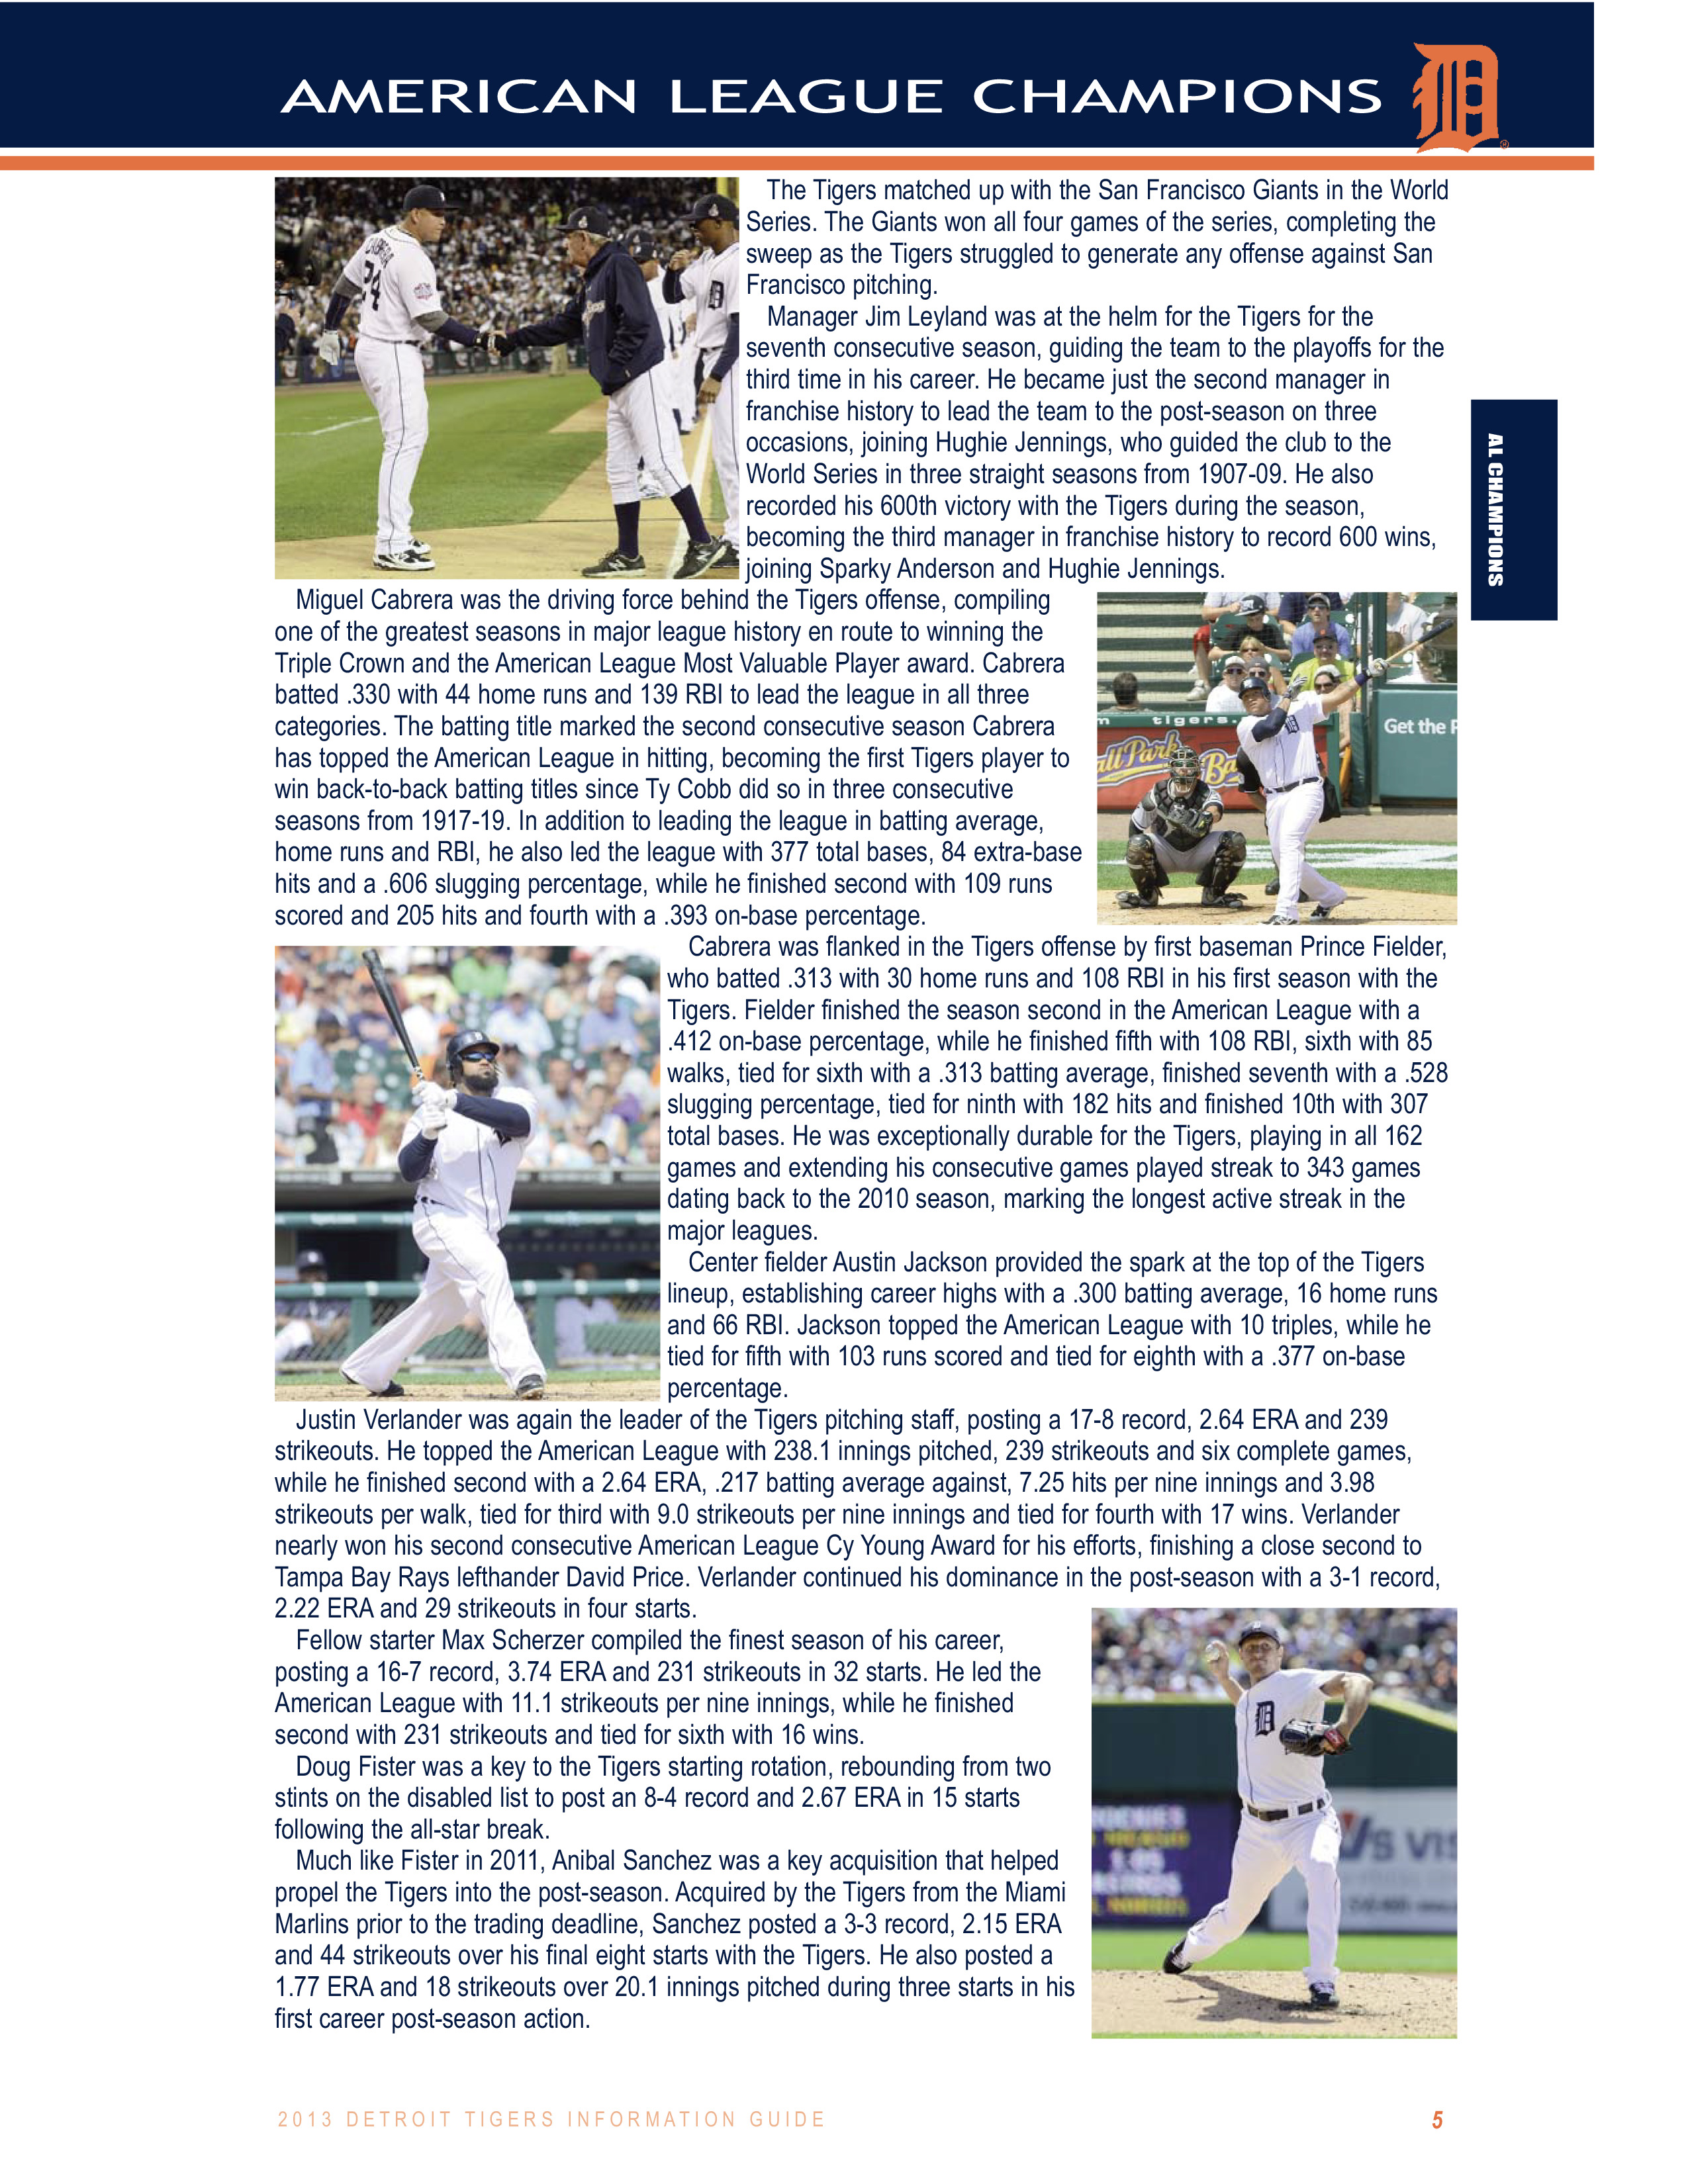 AMERICAN LEAGUE CHAMPIONS
The Tigers matched up with the San Francisco Giants in the World
Series. The Giants won all four games of the series, completing the
sweep as the Tigers struggled to generate any offense against San
Francisco pitching.
Manager Jim Leyland was at the helm for the Tigers for the
seventh consecutive season, guiding the team to the playoffs for the
third time in his career. He became just the second manager in
franchise history to lead the team to the post-season on three
occasions, joining Hughie Jennings, who guided the club to the
World Series in three straight seasons from 1907-09. He also
recorded his 600th victory with the Tigers during the season,
becoming the third manager in franchise history to record 600 wins,
joining Sparky Anderson and Hughie Jennings.
AL CHAMPIONS
Miguel Cabrera was the driving force behind the Tigers offense, compiling
one of the greatest seasons in major league history en route to winning the
Triple Crown and the American League Most Valuable Player award. Cabrera
batted .330 with 44 home runs and 139 RBI to lead the league in all three
categories. The batting title marked the second consecutive season Cabrera
has topped the American League in hitting, becoming the first Tigers player to
win back-to-back batting titles since Ty Cobb did so in three consecutive
seasons from 1917-19. In addition to leading the league in batting average,
home runs and RBI, he also led the league with 377 total bases, 84 extra-base
hits and a .606 slugging percentage, while he finished second with 109 runs
scored and 205 hits and fourth with a .393 on-base percentage.
tigers.
Get the
Cabrera was flanked in the Tigers offense by first baseman Prince Fielder,
who batted .313 with 30 home runs and 108 RBI in his first season with the
Tigers. Fielder finished the season second in the American League with a
.412 on-base percentage, while he finished fifth with 108 RBI, sixth with 85
walks, tied for sixth with a .313 batting average, finished seventh with a .528
slugging percentage, tied for ninth with 182 hits and finished 10th with 307
total bases. He was exceptionally durable for the Tigers, playing in all 162
games and extending his consecutive games played streak to 343 games
dating back to the 2010 season, marking the longest active streak in the
major leagues.
Center fielder Austin Jackson provided the spark at the top of the Tigers
lineup, establishing career highs with a .300 batting average, 16 home runs
and 66 RBI. Jackson topped the American League with 10 triples, while he
tied for fifth with 103 runs scored and tied for eighth with a .377 on-base
percentage.
Justin Verlander was again the leader of the Tigers pitching staff, posting a 17-8 record, 2.64 ERA and 239
strikeouts. He topped the American League with 238.1 innings pitched, 239 strikeouts and six complete games,
while he finished second with a 2.64 ERA, .217 batting average against, 7.25 hits per nine innings and 3.98
strikeouts per walk, tied for third with 9.0 strikeouts per nine innings and tied for fourth with 17 wins. Verlander
nearly won his second consecutive American League Cy Young Award for his efforts, finishing a close second to
Tampa Bay Rays lefthander David Price. Verlander continued his dominance in the post-season with a 3-1 record,
2.22 ERA and 29 strikeouts in four starts.
Fellow starter Max Scherzer compiled the finest season of his career,
posting a 16-7 record, 3.74 ERA and 231 strikeouts in 32 starts. He led the
American League with 11.1 strikeouts per nine innings, while he finished
second with 231 strikeouts and tied for sixth with 16 wins.
Doug Fister was a key to the Tigers starting rotation, rebounding from two
stints on the disabled list to post an 8-4 record and 2.67 ERA in 15 starts
following the all-star break.
Much like Fister in 2011, Anibal Sanchez was a key acquisition that helped
propel the Tigers into the post-season. Acquired by the Tigers from the Miami
Marlins prior to the trading deadline, Sanchez posted a 3-3 record, 2.15 ERA
and 44 strikeouts over his final eight starts with the Tigers. He also posted a
1.77 ERA and 18 strikeouts over 20.1 innings pitched during three starts in his
first career post-season action.
2013 DETROIT TIGERS INFORMATION GUIDE
5